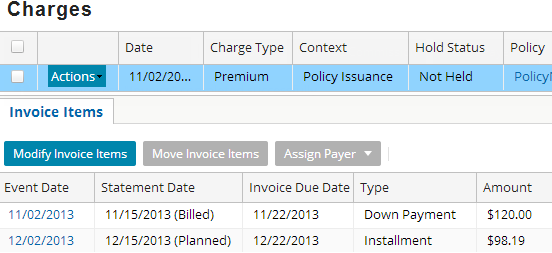 Charges
Date Charge Type Context Hold Status Policy
Actions 11/02/20... Premium Policy Issuance Not Held
Invoice Items
Modify Invoice Items Move Invoice Items Assign Payer
Event Date Statement Date Invoice Due Date Type Amount
11/02/2013 11/15/2013 (Billed) 11/22/2013 Down Payment $120.00
12/02/2013 12/15/2013 (Planned) 12/22/2013 Installment $98.19